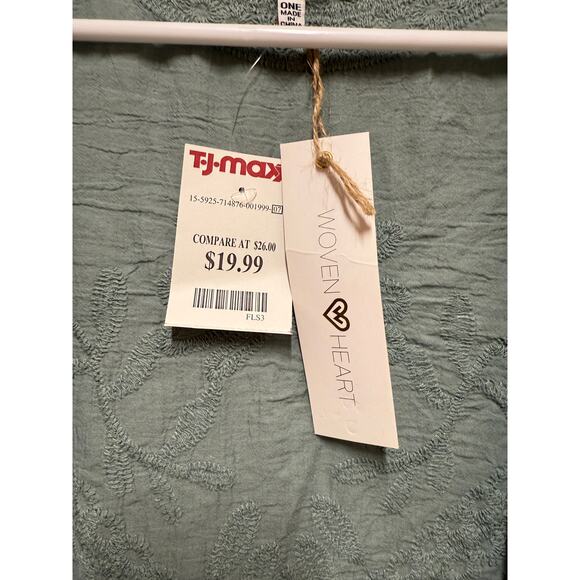 ONE
MADE
IN
CHINA
T·J·maxx
15-5925-714876-001999-07
COMPARE AT $26.00
$19.99
FLS3
WOVEN HEART